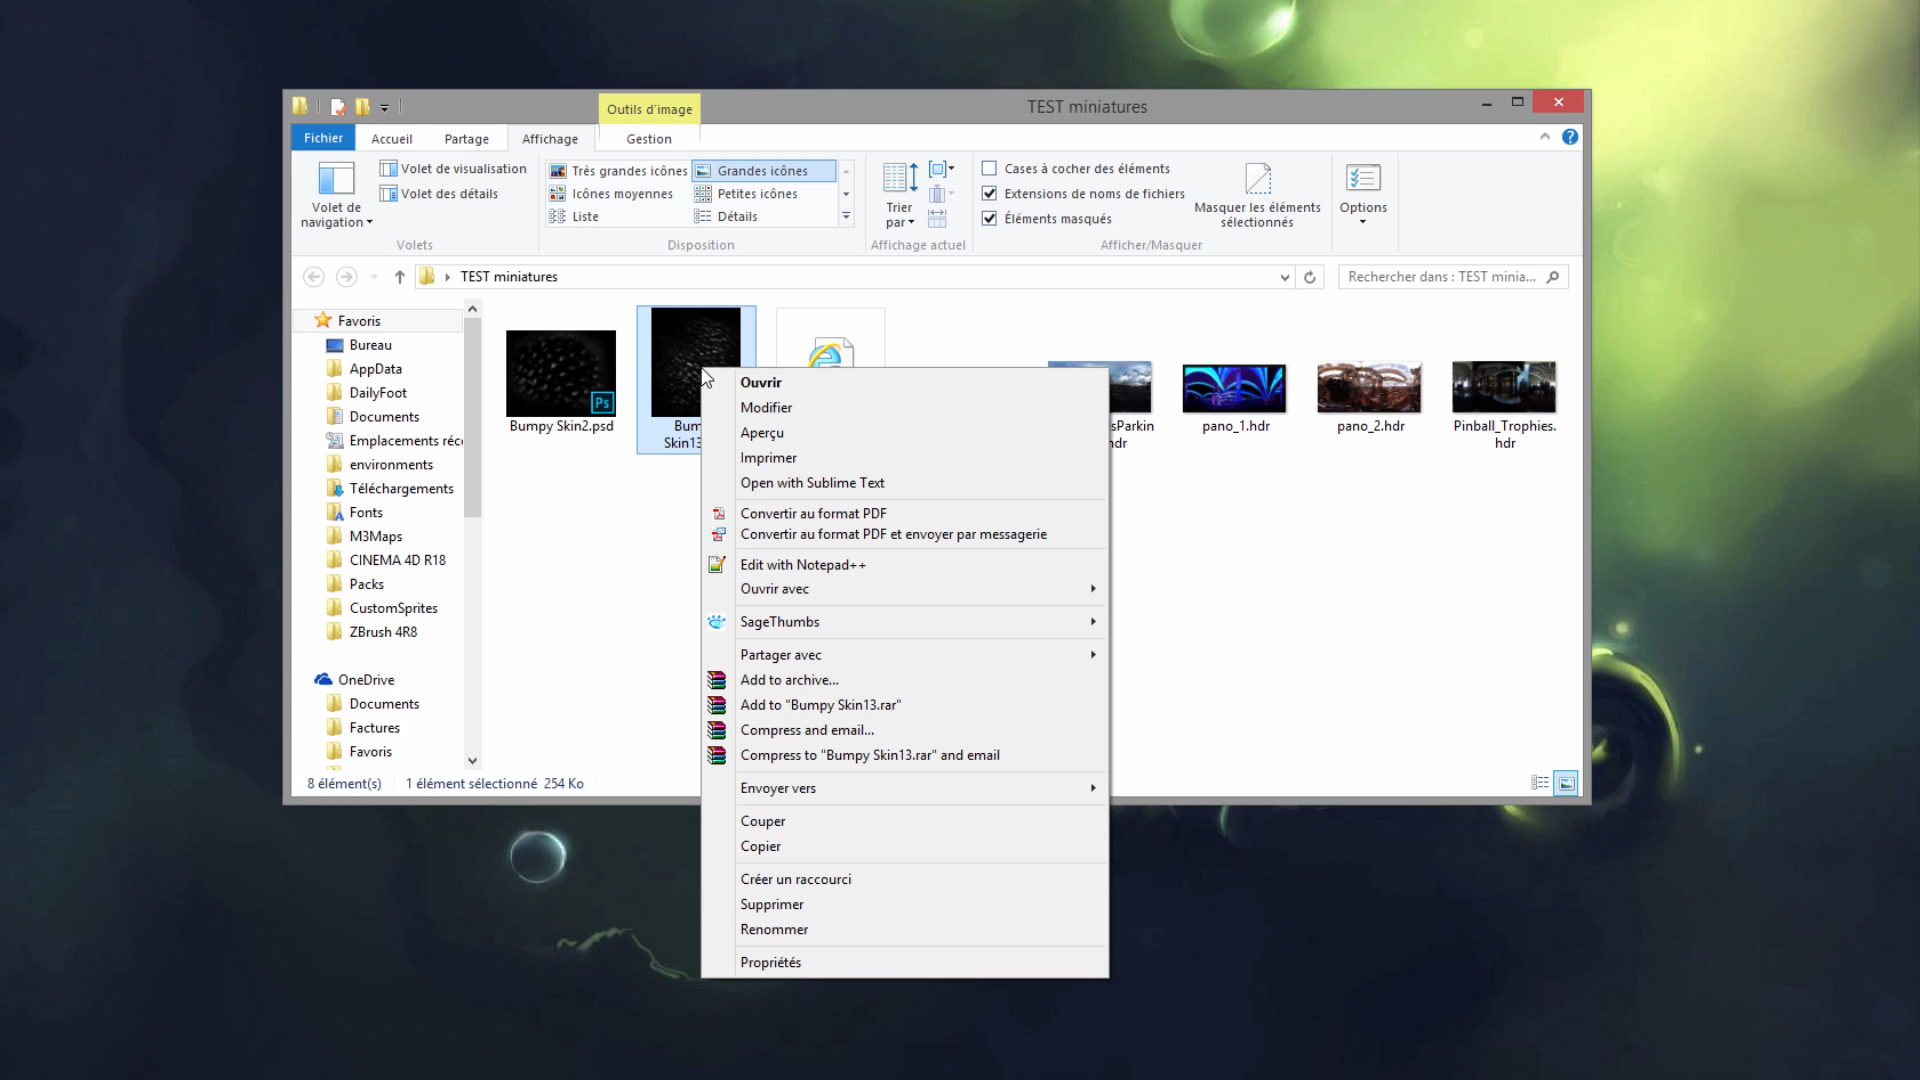 Outils d'image
TEST miniatures
Fichier
Accueil
Partage
Affichage
Gestion
Volet de navigation
Volet de visualisation
Volet des détails
Volets
Très grandes icônes
Grandes icônes
Icônes moyennes
Petites icônes
Liste
Détails
Disposition
Trier par
Affichage actuel
Cases à cocher des éléments
Extensions de noms de fichiers
Éléments masqués
Masquer les éléments sélectionnés
Afficher/Masquer
Options
TEST miniatures
Rechercher dans : TEST minia...
Favoris
Bureau
AppData
DailyFoot
Documents
Emplacements réc
environments
Téléchargements
Fonts
M3Maps
CINEMA 4D R18
Packs
CustomSprites
ZBrush 4R8
OneDrive
Documents
Factures
Favoris
Ps
Bumpy Skin2.psd
Bum
Skin13
sParkin
hdr
pano_1.hdr
pano_2.hdr
Pinball_Trophies.
hdr
Ouvrir
Modifier
Aperçu
Imprimer
Open with Sublime Text
Convertir au format PDF
Convertir au format PDF et envoyer par messagerie
Edit with Notepad++
Ouvrir avec
SageThumbs
Partager avec
Add to archive...
Add to "Bumpy Skin13.rar"
Compress and email...
Compress to "Bumpy Skin13.rar" and email
Envoyer vers
Couper
Copier
Créer un raccourci
Supprimer
Renommer
Propriétés
8 élément(s)
1 élément sélectionné 254 Ko